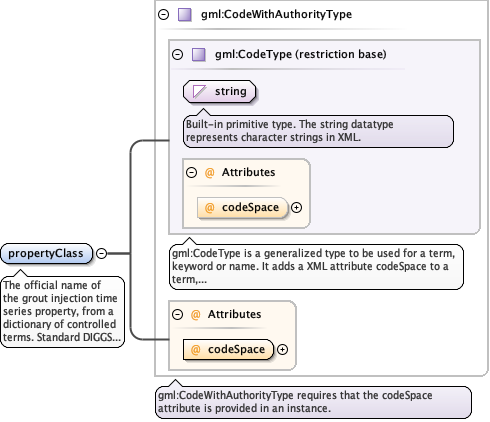 gml:CodeWithAuthorityType
gml:CodeType (restriction base)
string
Built-in primitive type. The string datatype
represents character strings in XML.
@ Attributes
@ codeSpace
gml:CodeType is a generalized type to be used for a term,
keyword or name. It adds a XML attribute codeSpace to a
term,...
propertyClass
The official name of
the grout injection time
series property, from a
dictionary of controlled
terms. Standard DIGGS...
@ Attributes
@ codeSpace
gml:CodeWithAuthorityType requires that the codeSpace
attribute is provided in an instance.